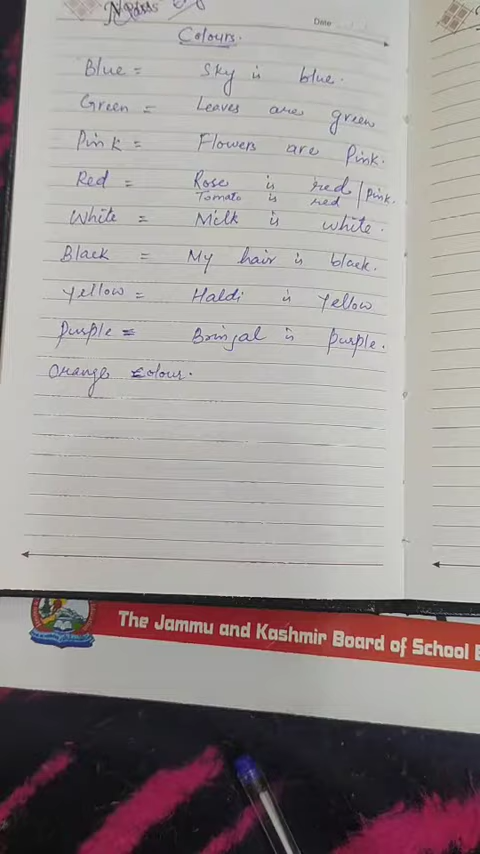 Date
Colours.
Blue = Sky is blue.
Green = Leaves are green
Pink = Flowers are Pink.
Red = Rose is red / Pink.
Tomato is red
White = Milk is white.
Black = My hair is black.
Yellow = Haldi is yellow
Purple = Brinjal is purple.
Orange colour.
The Jammu and Kashmir Board of School